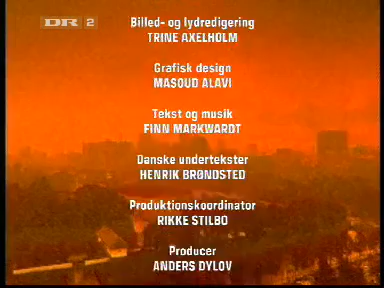 DR 2
Billed- og lydredigering
TRINE AXELHOLM
Grafisk design
MASOUD ALAVI
Tekst og musik
FINN MARKWARDT
Danske undertekster
HENRIK BRØNDSTED
Produktionskoordinator
RIKKE STILBO
Producer
ANDERS DYLOV